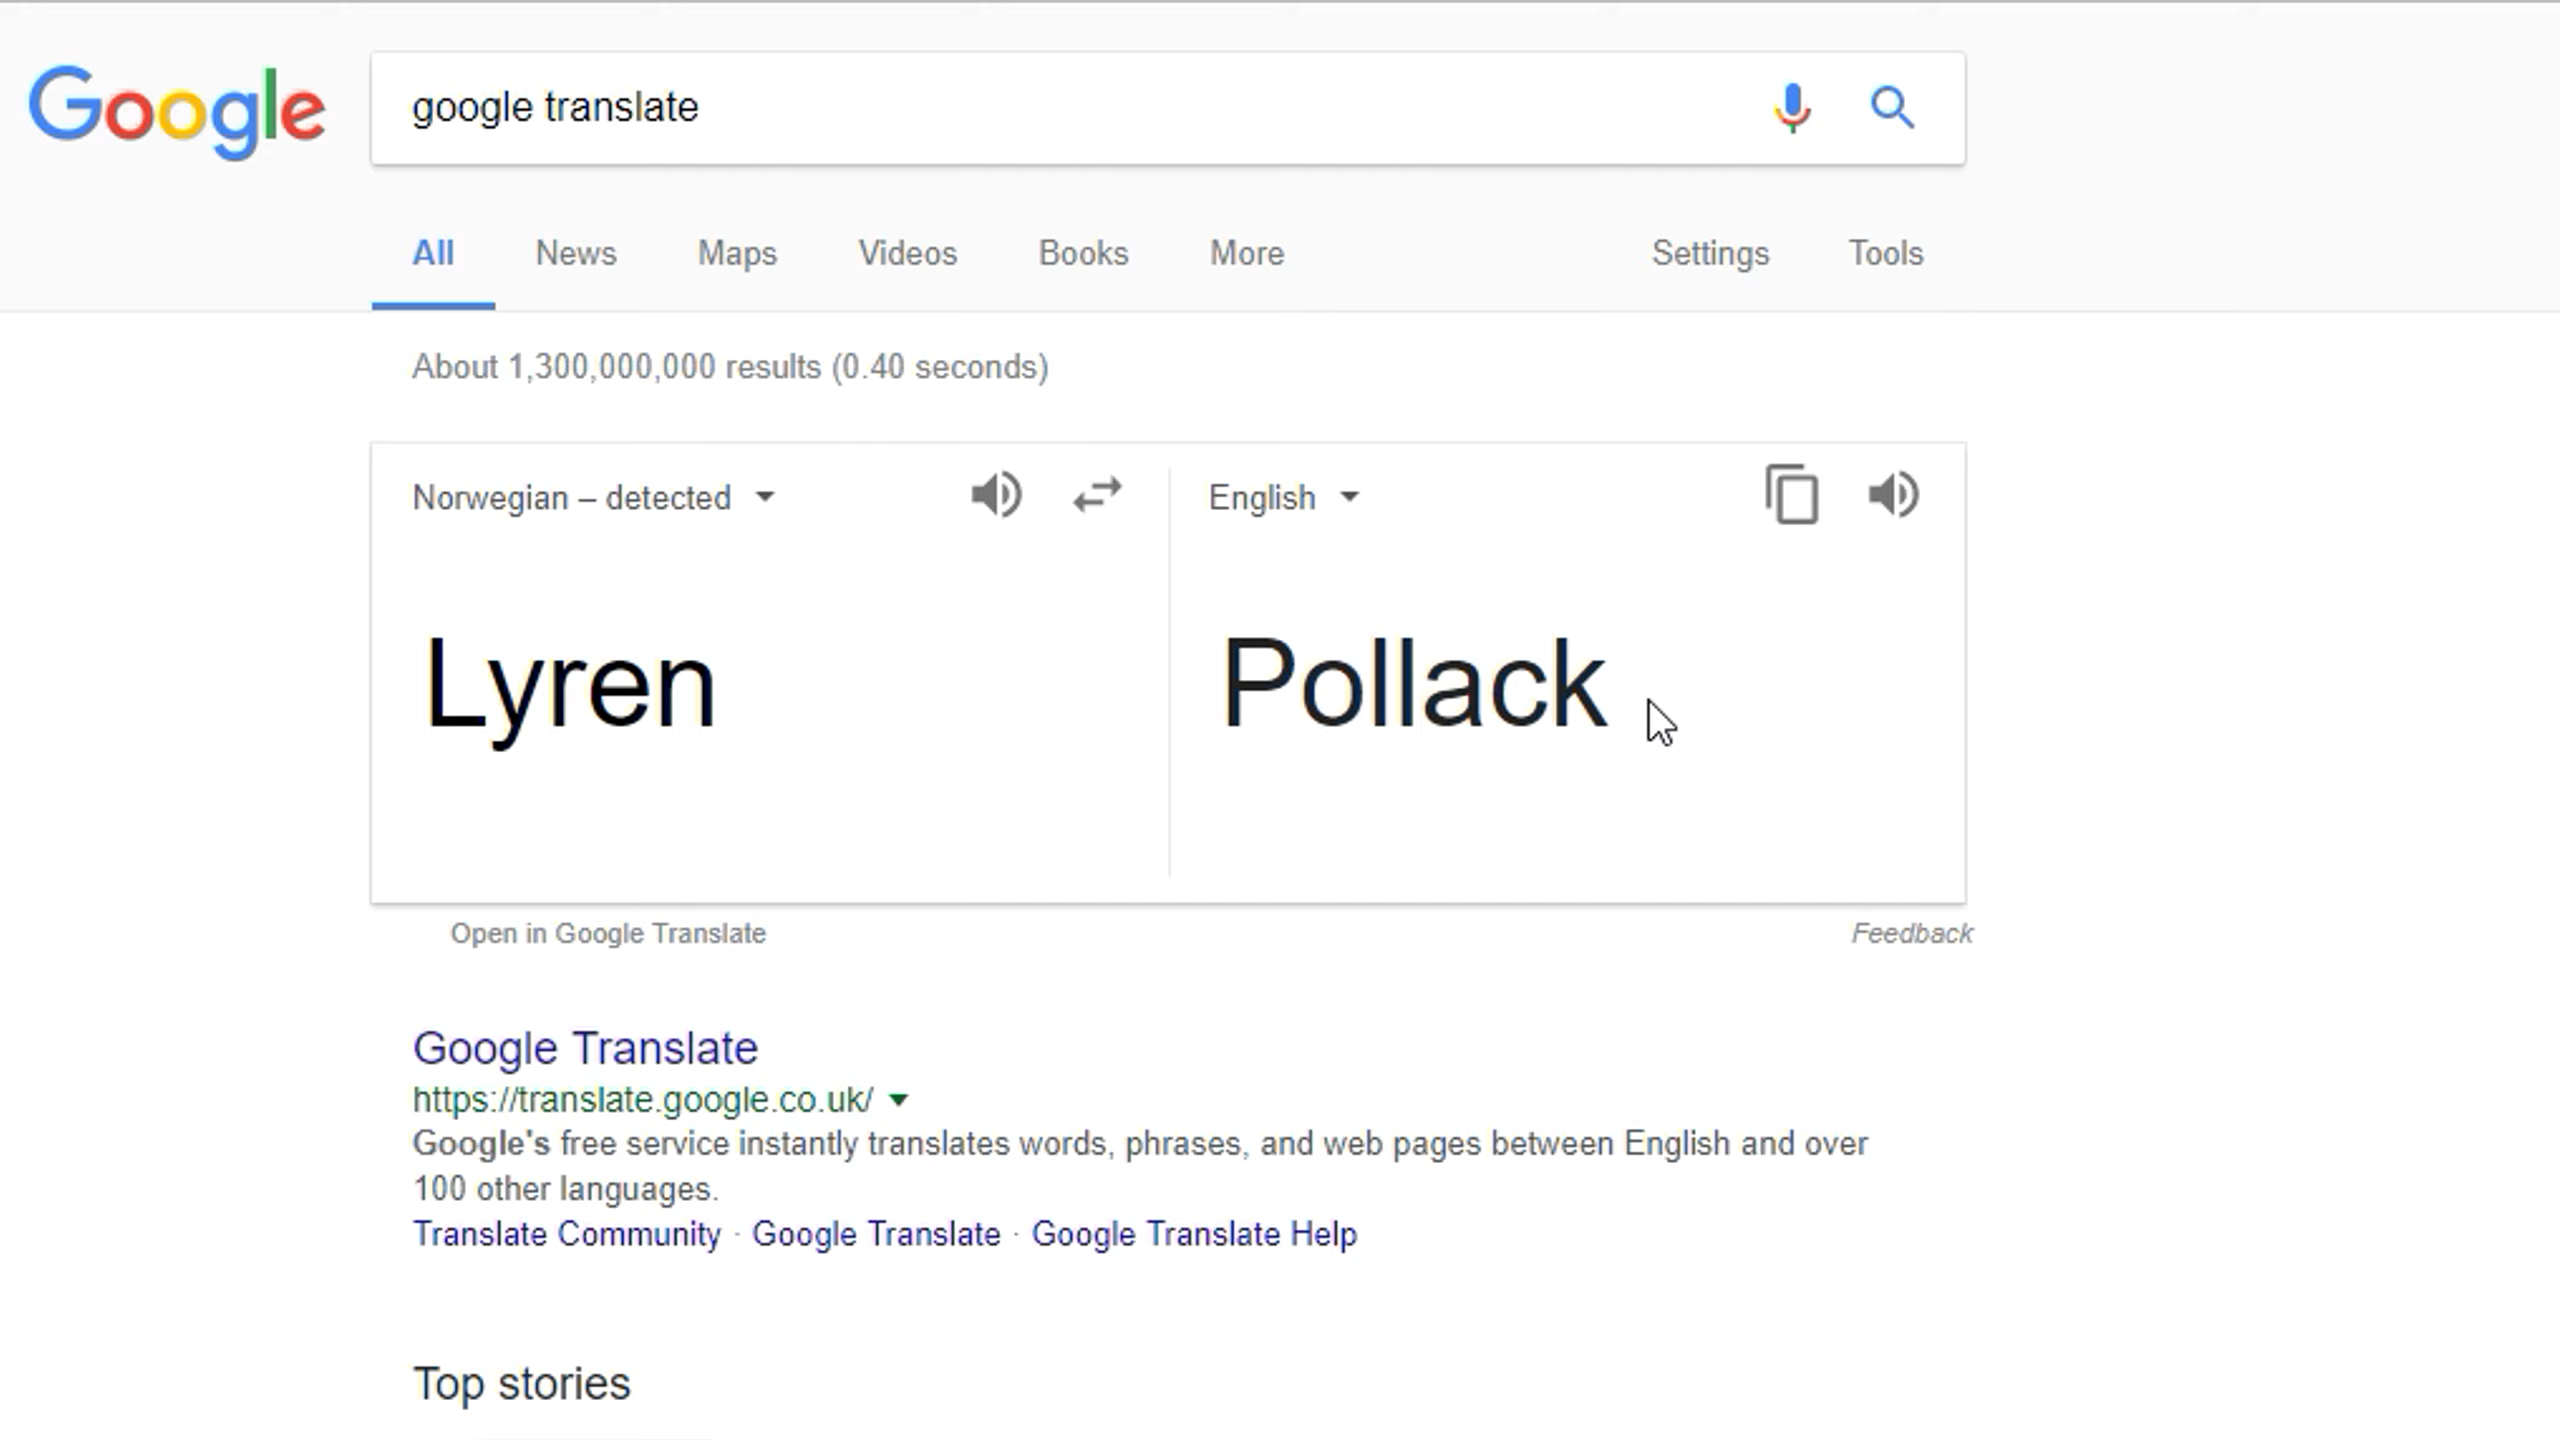 Google google translate
All News Maps Videos Books More Settings Tools
About 1,300,000,000 results (0.40 seconds)
Norwegian – detected English
Lyren Pollack
Open in Google Translate Feedback
Google Translate
https://translate.google.co.uk/
Google's free service instantly translates words, phrases, and web pages between English and over
100 other languages.
Translate Community · Google Translate · Google Translate Help
Top stories